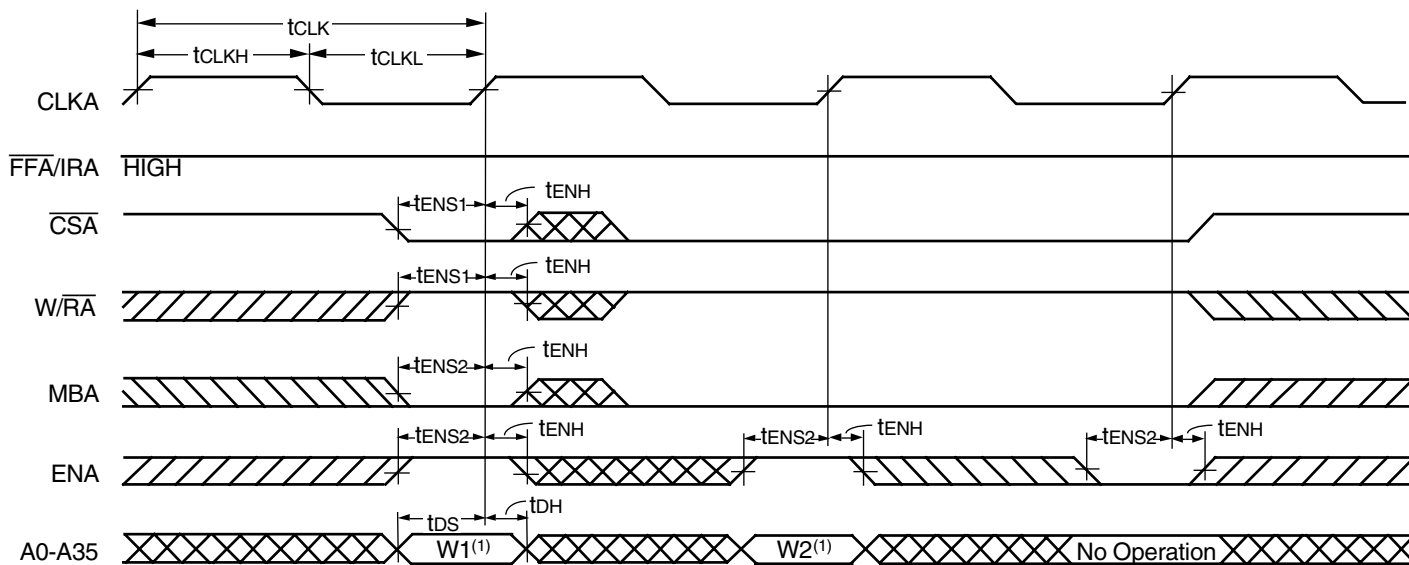 tCLK
tCLKH tCLKL
CLKA
FFA/IRA HIGH
tENS1 tENH
CSA
tENS1 tENH
W/RA
tENS2 tENH
MBA
tENS2 tENH tENS2 tENH tENS2 tENH
ENA
tDS tDH
A0-A35 W1(1) W2(1) No Operation